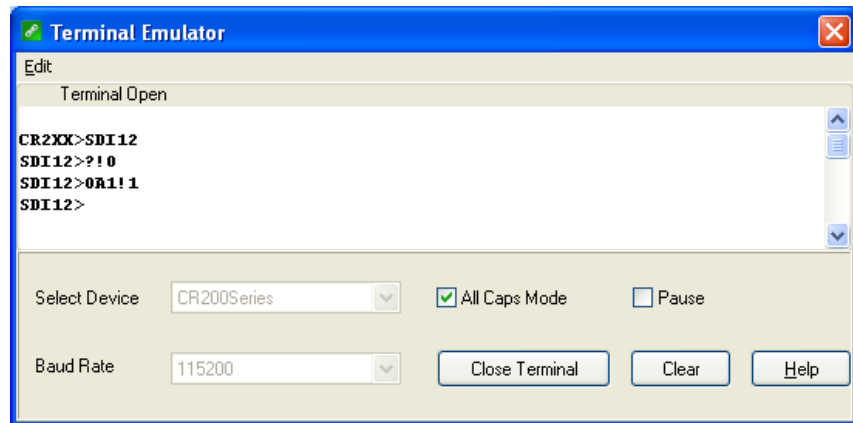 Terminal Emulator
Edit
Terminal Open
CR2XX>SDI12
SDI12>?!0
SDI12>0A1!1
SDI12>
Select Device CR200Series All Caps Mode Pause
Baud Rate 115200 Close Terminal Clear Help